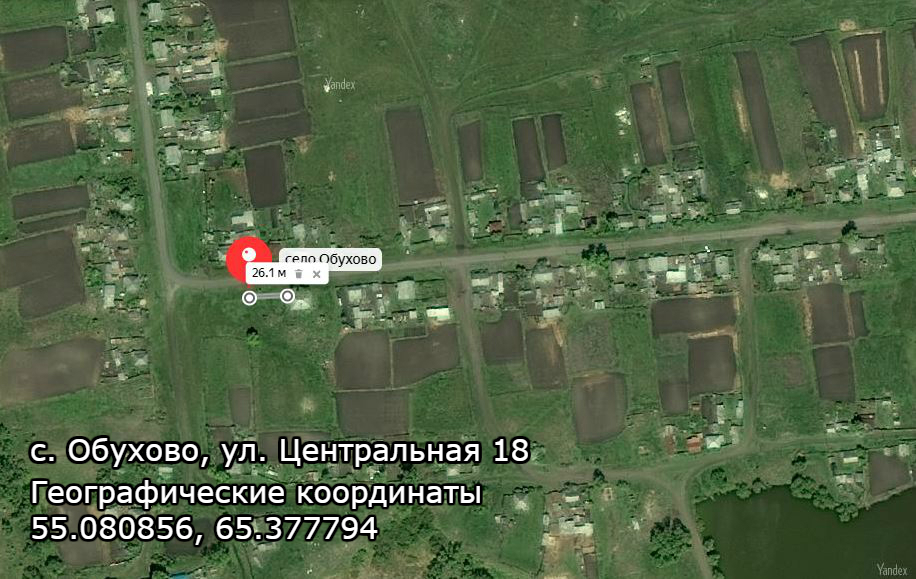 Yandex
село Обухово
26.1 м
с. Обухово, ул. Центральная 18
Географические координаты
55.080856, 65.377794
Yandex